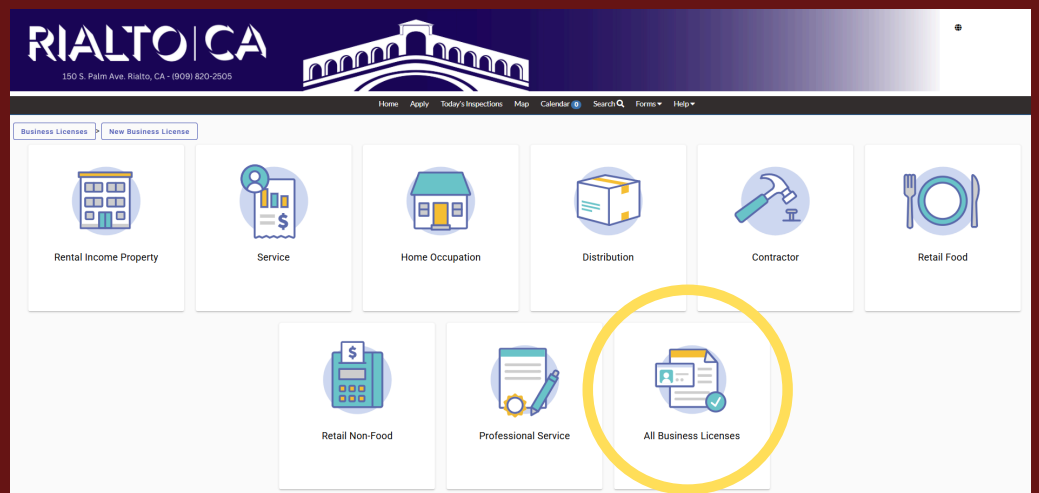 RIALTO|CA
150 S. Palm Ave. Rialto, CA - (909) 820-2505
Home Apply Today's Inspections Map Calendar 0 Search Forms Help
Business Licenses > New Business License
Rental Income Property
Service
Home Occupation
Distribution
Contractor
Retail Food
Retail Non-Food
Professional Service
All Business Licenses